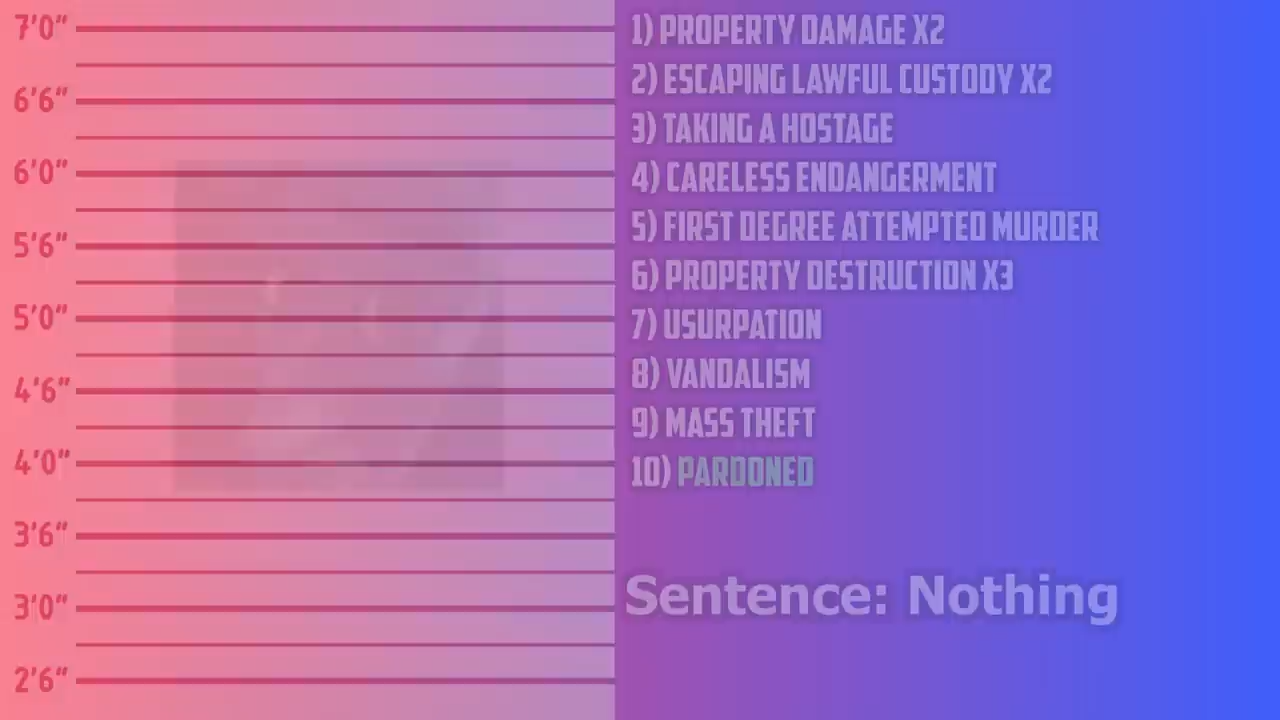 7'0"
6'6"
6'0"
5'6"
5'0"
4'6"
4'0"
3'6"
3'0"
2'6"
1) PROPERTY DAMAGE X2
2) ESCAPING LAWFUL CUSTODY X2
3) TAKING A HOSTAGE
4) CARELESS ENDANGERMENT
5) FIRST DEGREE ATTEMPTED MURDER
6) PROPERTY DESTRUCTION X3
7) USURPATION
8) VANDALISM
9) MASS THEFT
10) PARDONED
Sentence: Nothing